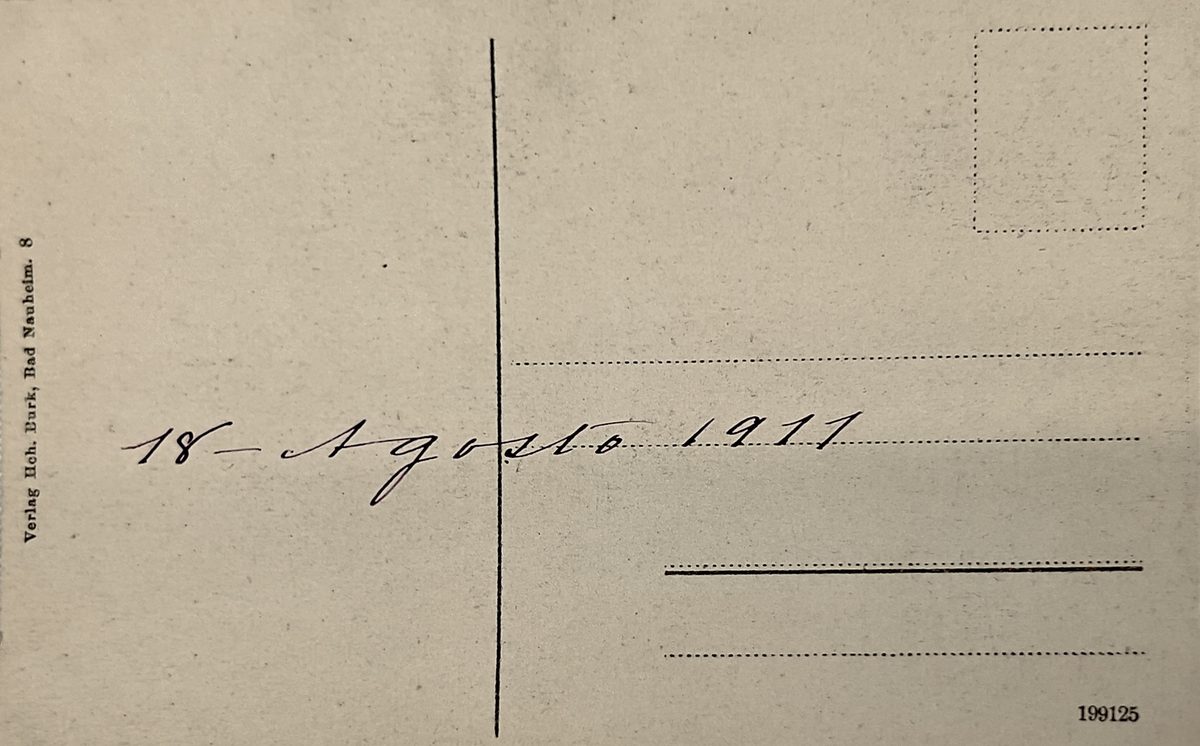 Verlag Hch. Burk, Bad Nauheim. 8
18 - Agosto 1911
199125